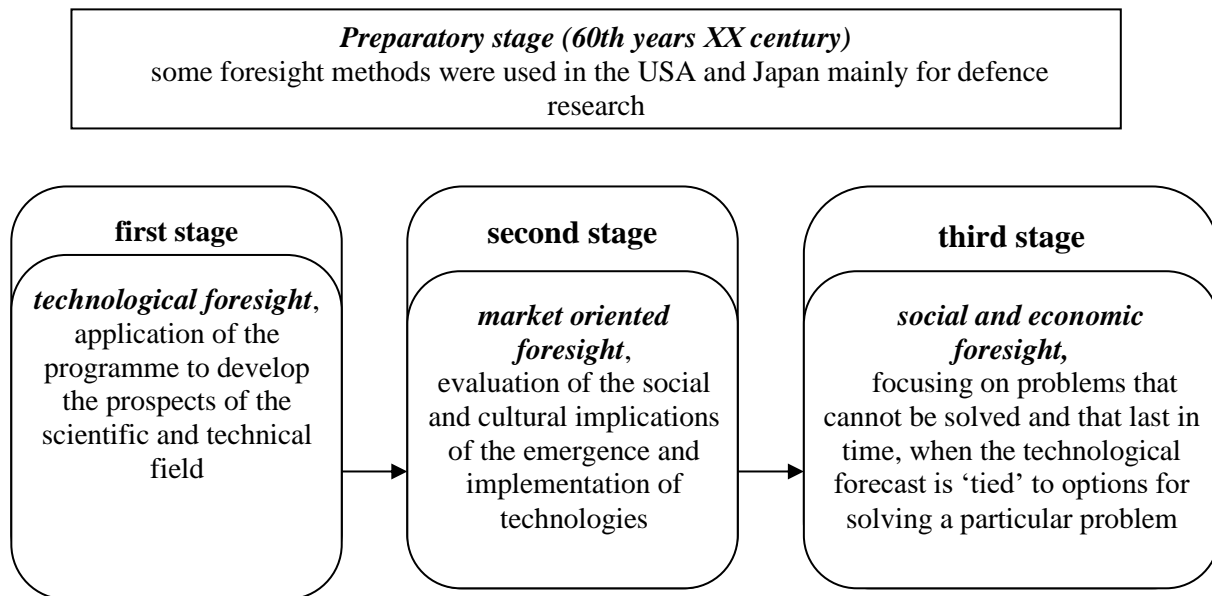 Preparatory stage (60th years XX century)
some foresight methods were used in the USA and Japan mainly for defence
research
first stage
technological foresight,
application of the
programme to develop
the prospects of the
scientific and technical
field
second stage
market oriented
foresight,
evaluation of the social
and cultural implications
of the emergence and
implementation of
technologies
third stage
social and economic
foresight,
focusing on problems that
cannot be solved and that last in
time, when the technological
forecast is ‘tied’ to options for
solving a particular problem